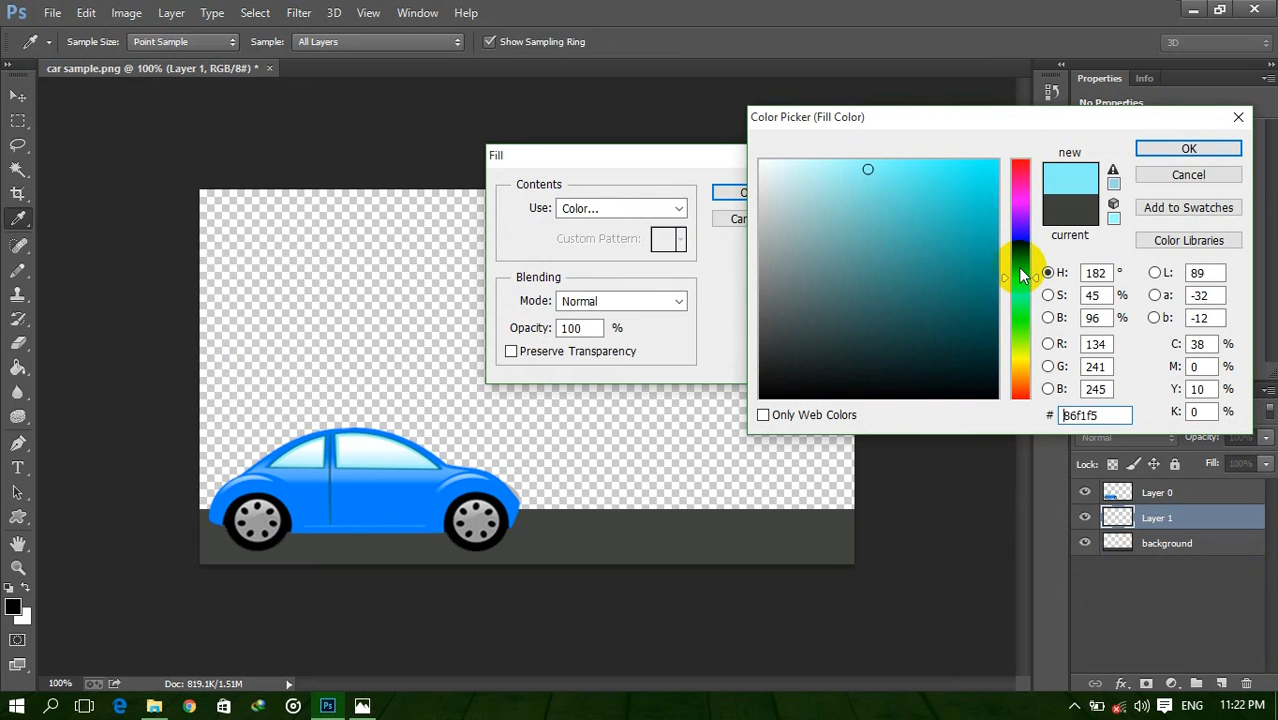 Ps File Edit Image Layer Type Select Filter 3D View Window Help
Sample Size: Point Sample Sample: All Layers Show Sampling Ring 3D
car sample.png @ 100% (Layer 1, RGB/8#) * ×
Properties Info
No Properties
Color Picker (Fill Color)
new
OK
Cancel
Add to Swatches
current
Color Libraries
H: 182 ° L: 89
S: 45 % a: -32
B: 96 % b: -12
R: 134 C: 38 %
G: 241 M: 0 %
B: 245 Y: 10 %
# 86f1f5 K: 0 %
Only Web Colors
Fill
Contents
Use: Color...
Custom Pattern:
Blending
Mode: Normal
Opacity: 100 %
Preserve Transparency
Normal Opacity: 100%
Lock: Fill: 100%
Layer 0
Layer 1
background
fx
100% Doc: 819.1K/1.51M
ENG 11:22 PM